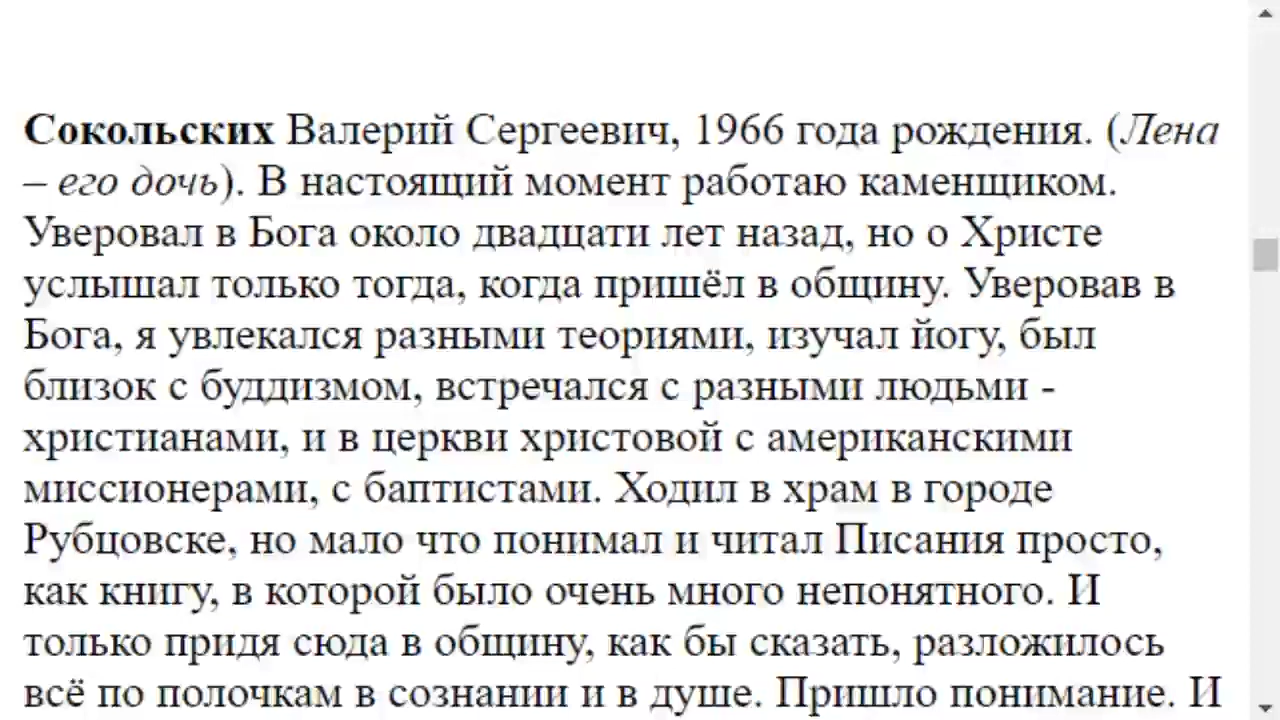 Сокольских Валерий Сергеевич, 1966 года рождения. (Лена
– его дочь). В настоящий момент работаю каменщиком.
Уверовал в Бога около двадцати лет назад, но о Христе
услышал только тогда, когда пришёл в общину. Уверовав в
Бога, я увлекался разными теориями, изучал йогу, был
близок с буддизмом, встречался с разными людьми -
христианами, и в церкви христовой с американскими
миссионерами, с баптистами. Ходил в храм в городе
Рубцовске, но мало что понимал и читал Писания просто,
как книгу, в которой было очень много непонятного. И
только придя сюда в общину, как бы сказать, разложилось
всё по полочкам в сознании и в душе. Пришло понимание. И